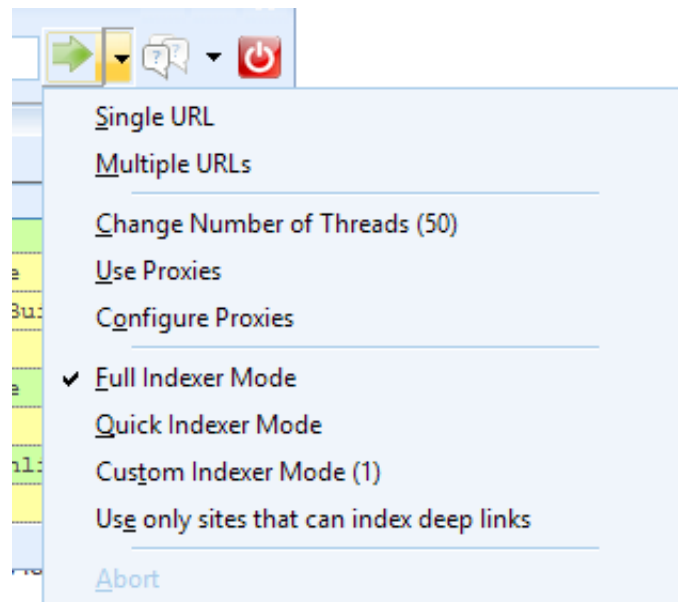 Single URL
Multiple URLs
Change Number of Threads (50)
Use Proxies
Configure Proxies
Full Indexer Mode
Quick Indexer Mode
Custom Indexer Mode (1)
Use only sites that can index deep links
Abort